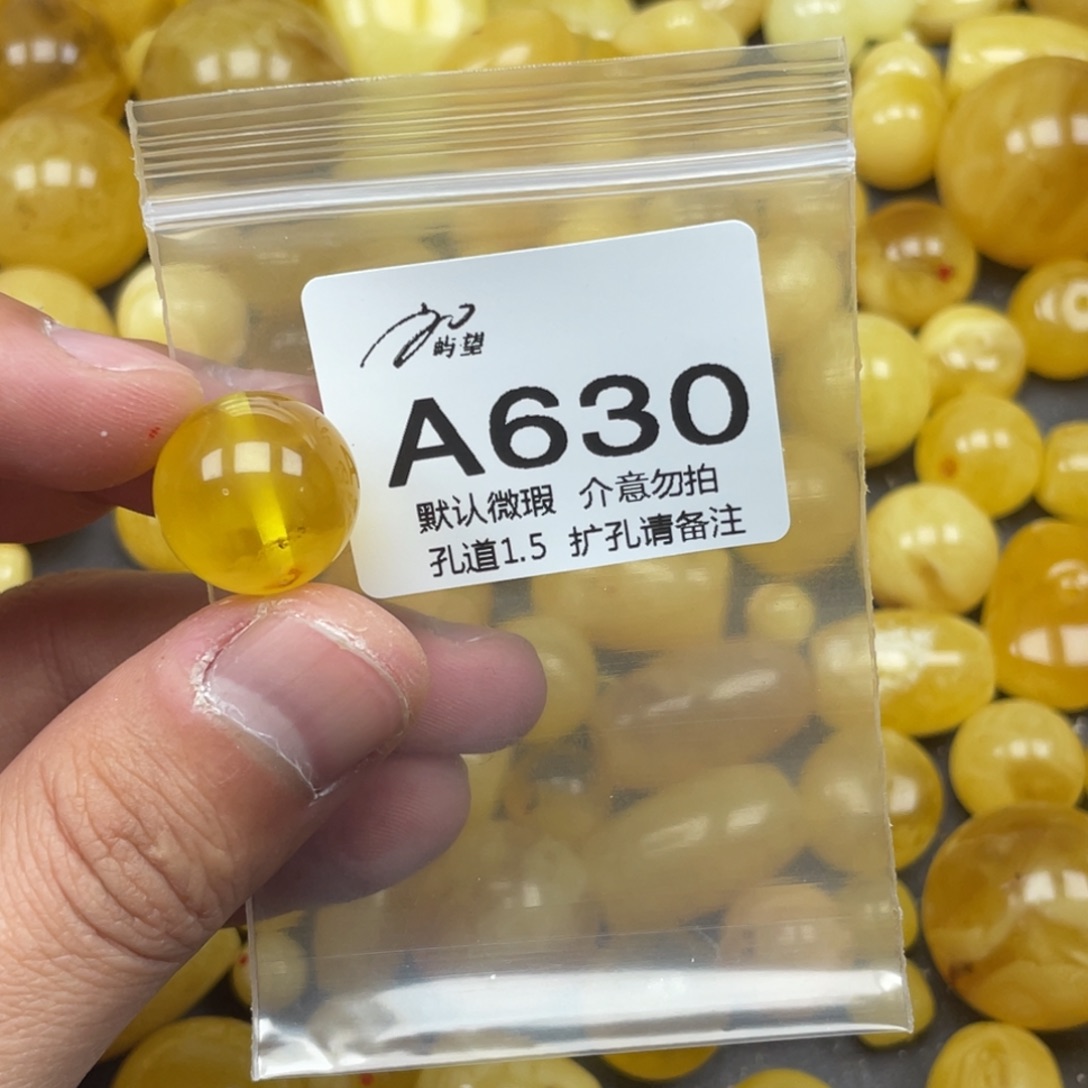 屿·望
A630
默认微瑕 介意勿拍
孔道1.5 扩孔请备注